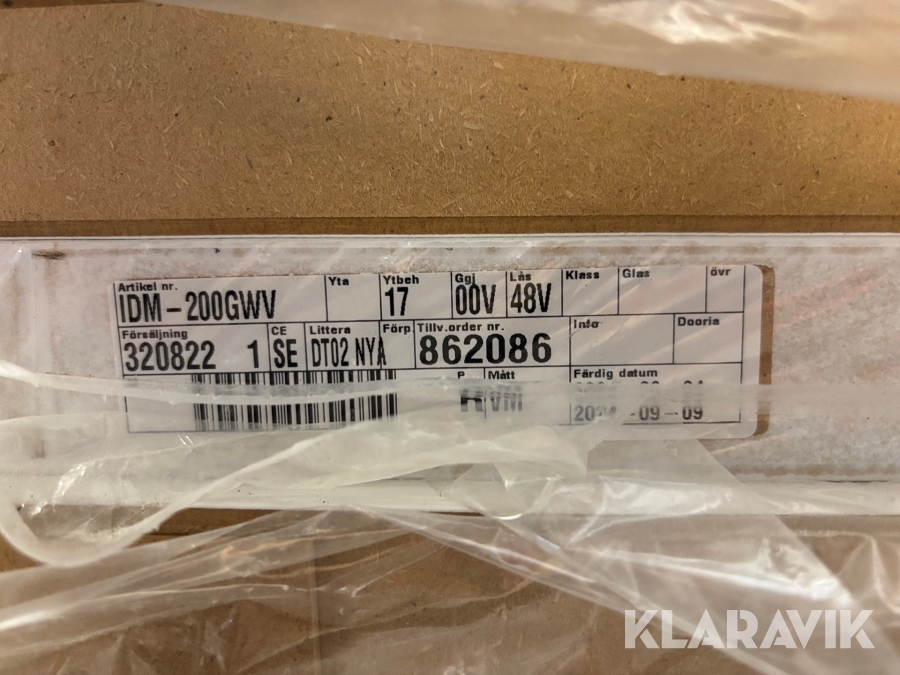 Artikel nr. Yta Ytbeh Ggj Lås Klass Glas övr
IDM-200GWV 17 00V 48V
Försäljning CE Littera Förp. Tillv.order nr. Info Dooria
320822 1 SE DT02 NYA 862086
Mått Färdig datum
VM
-09-09
KLARAVIK